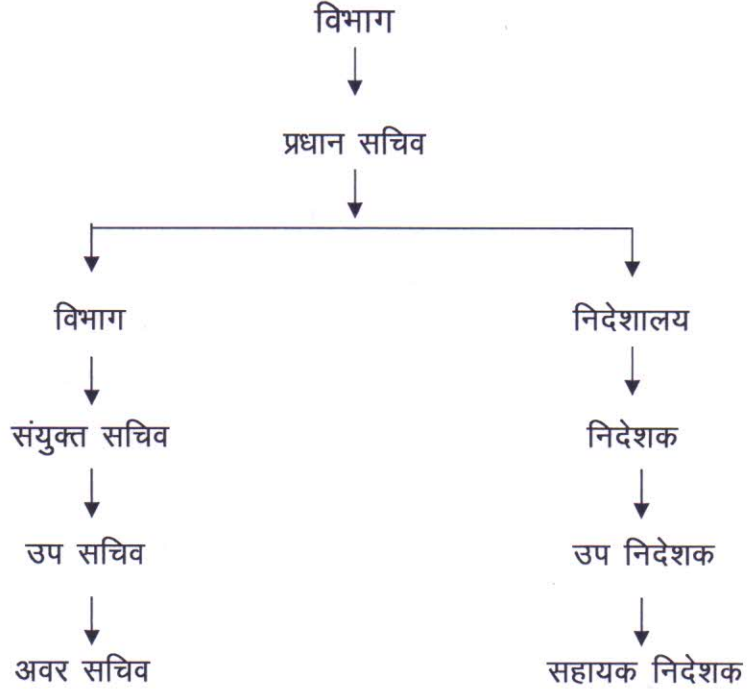 विभाग
प्रधान सचिव
विभाग निदेशालय
संयुक्त सचिव निदेशक
उप सचिव उप निदेशक
अवर सचिव सहायक निदेशक